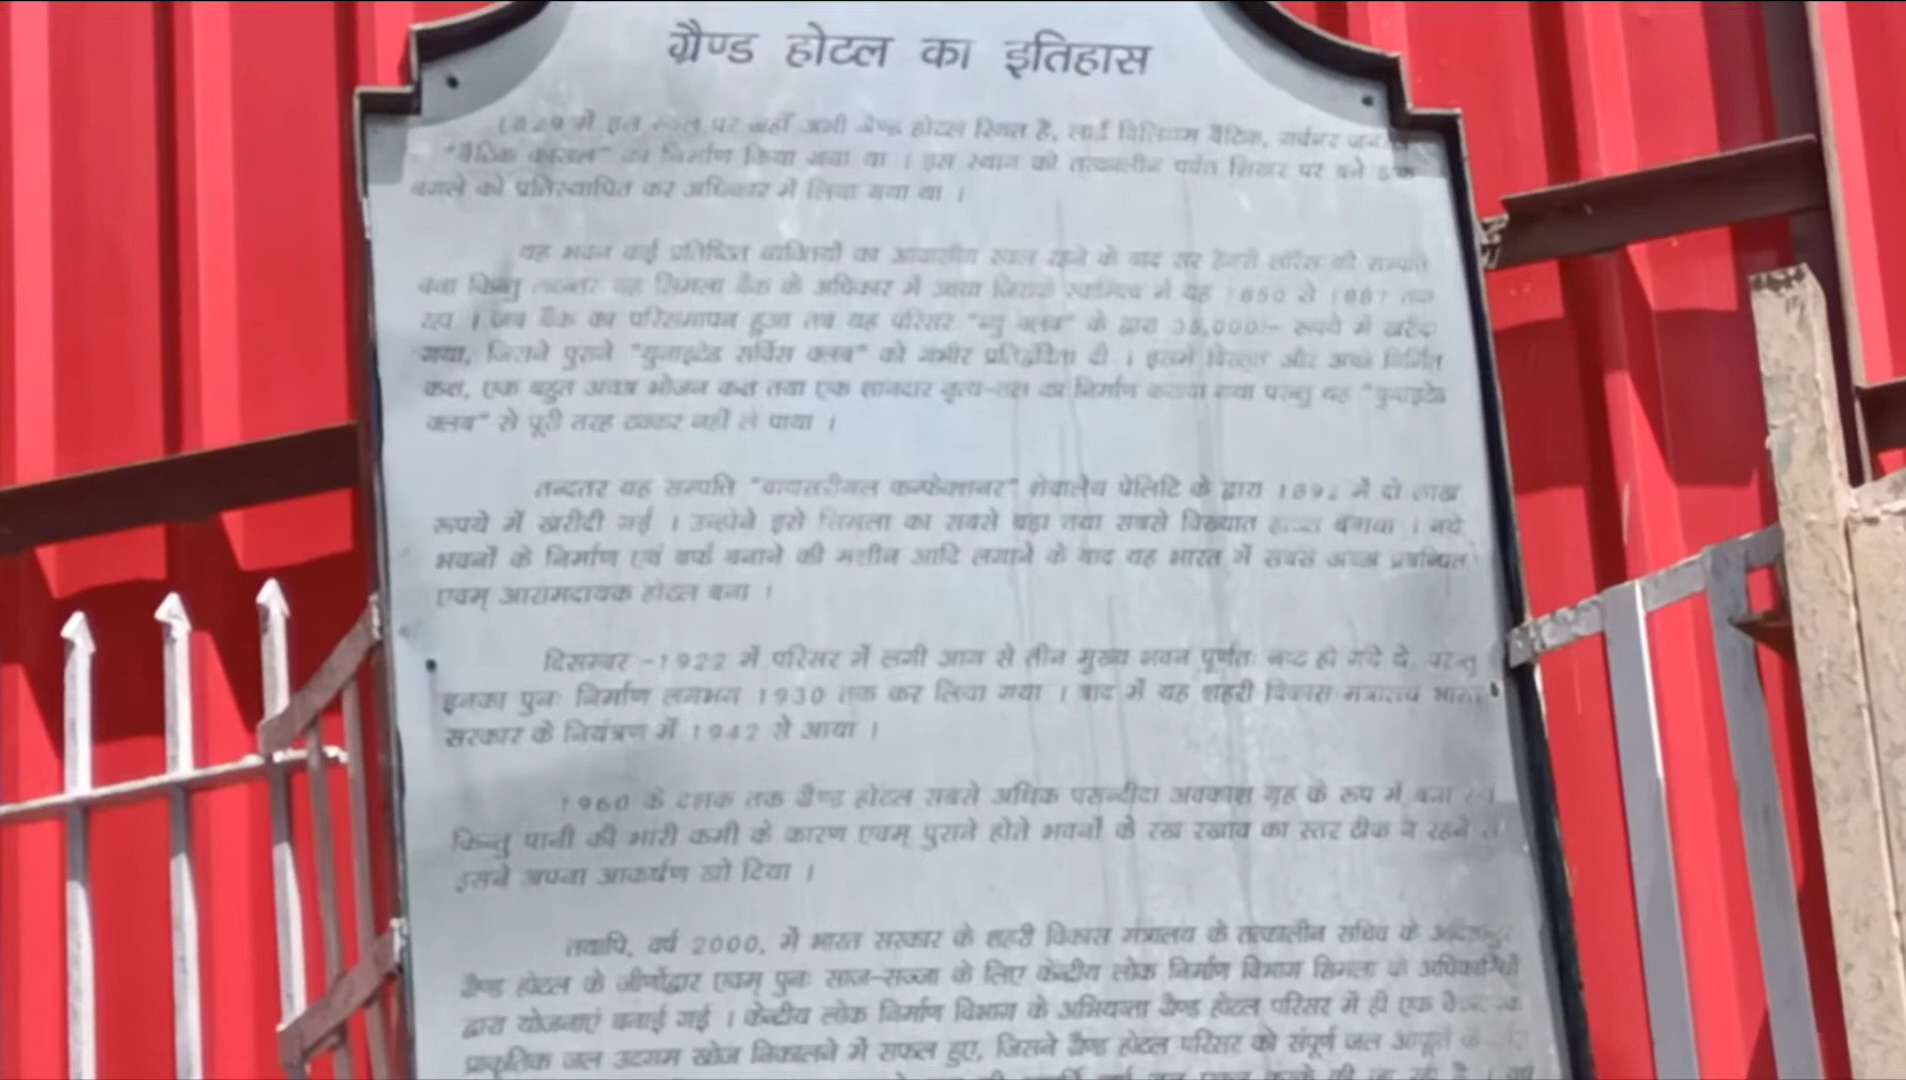 ग्रैण्ड होटल का इतिहास
1829 में इस स्थल पर जहाँ अभी ग्रैण्ड होटल स्थित है, लार्ड विलियम बैंटिक, गर्वनर
"बैंटिक कासल" का निर्माण किया गया था । इस स्थान को तत्कालीन पर्वत शिखर पर बने
बंगले को प्रतिस्थापित कर अधिकार में लिया गया था ।
यह भवन कई प्रतिष्ठित व्यक्तियों का आवासीय स्थल रहने के बाद सर हेनरी लॉरेंस की सम्पति
बना किन्तु तदन्तर यह शिमला बैंक के अधिकार में आया जिसके स्वामित्व में यह 1850 से 1887 तक
रहा । जब बैंक का परिसमापन हुआ तब यह परिसर "न्यु क्लब" के द्वारा 35,000/- रूपये में खरीदा
गया, जिसने पुराने "युनाइटेड सर्विस क्लब" को गंभीर प्रतिद्वंदिता दी । इसमें विस्तृत और अच्छे निर्मित
कक्ष, एक बहुत अच्छा भोजन कक्ष तथा एक शानदार नृत्य-कक्ष का निर्माण कराया गया परन्तु यह "युनाइटेड
क्लब" से पूरी तरह टक्कर नहीं ले पाया ।
तन्दतर यह सम्पति "वायसरीगल कन्फेक्शनर" शेवालेय पेलिटि के द्वारा 1892 में दो लाख
रूपये में खरीदी गई । उन्होंने इसे शिमला का सबसे बड़ा तथा सबसे विख्यात होटल बनाया । नये
भवनों के निर्माण एवं बर्फ बनाने की मशीन आदि लगाने के बाद यह भारत में सबसे अच्छा प्रबन्धित
एवम् आरामदायक होटल बना ।
दिसम्बर -1922 में परिसर में लगी आग से तीन मुख्य भवन पूर्णतः नष्ट हो गये थे, परन्तु
इनका पुनः निर्माण लगभग 1930 तक कर लिया गया । बाद में यह शहरी विकास मंत्रालय भारत
सरकार के नियंत्रण में 1942 से आया ।
1960 के दशक तक ग्रैण्ड होटल सबसे अधिक पसन्दीदा अवकाश गृह के रूप में बना रहा
किन्तु पानी की भारी कमी के कारण एवम् पुराने होते भवनों के रख रखाव का स्तर ठीक न रहने से
इसने अपना आकर्षण खो दिया ।
तथापि, वर्ष 2000, में भारत सरकार के शहरी विकास मंत्रालय के तत्कालीन सचिव के
ग्रैण्ड होटल के जीर्णोद्वार एवम् पुनः साज-सज्जा के लिए केन्द्रीय लोक निर्माण विभाग शिमला के अधिकारियों
द्वारा योजनाएं बनाई गई । केन्द्रीय लोक निर्माण विभाग के अभियन्ता ग्रैण्ड होटल परिसर में ही एक
प्राकृतिक जल उदगम खोज निकालने में सफल हुए, जिसने ग्रैण्ड होटल परिसर को संपूर्ण जल आपूर्ति के